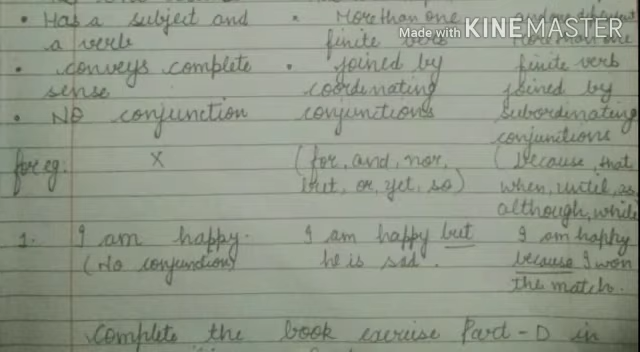 • Has a subject and a verb
• conveys complete sense
• NO conjunction
• More than one finite verb
• joined by coordinating conjunctions
more than one
finite verb
joined by
subordinating
conjunctions
for eg.
X
(for, and, nor,
but, or, yet, so)
(because, that
when, until, as
although, while
1. I am happy.
(No conjunction)
I am happy but
he is sad.
I am happy
because I won
the match.
Complete the book exercise Part-D in
Made with KINEMASTER